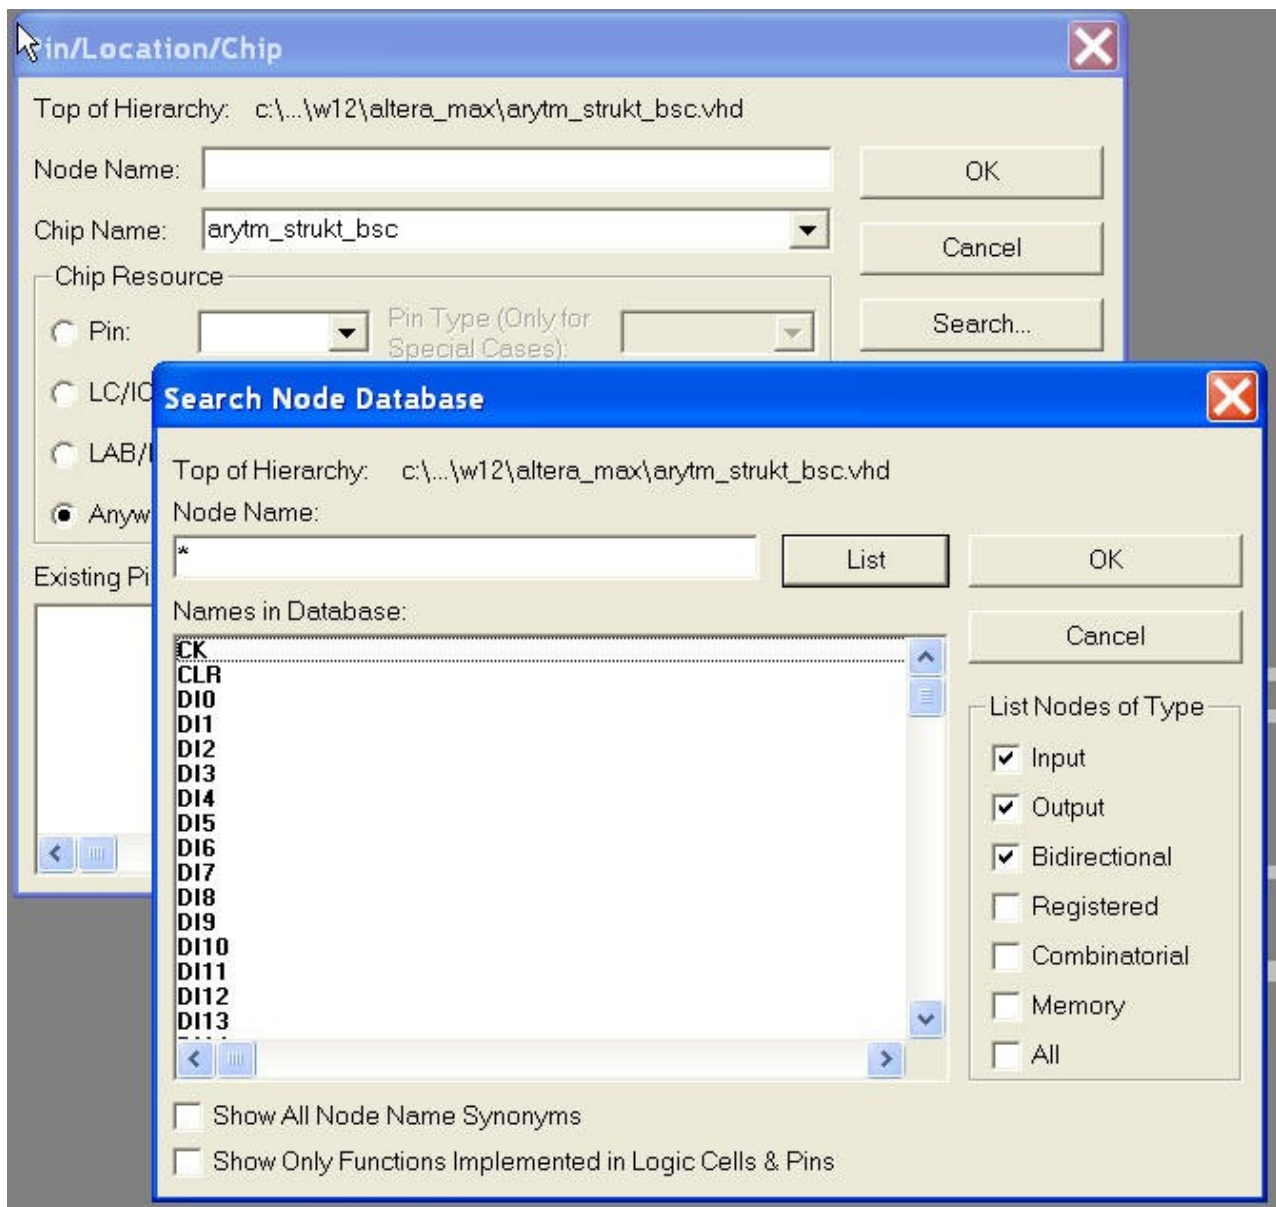 in/Location/Chip
Top of Hierarchy: c:\...\w12\altera_max\arytm_strukt_bsc.vhd
Node Name:
OK
Chip Name: arytm_strukt_bsc
Cancel
Chip Resource
Pin:
Pin Type (Only for
Special Cases):
Search...
LC/IO
LAB/
Anyw
Existing Pi
Search Node Database
Top of Hierarchy: c:\...\w12\altera_max\arytm_strukt_bsc.vhd
Node Name:
*
List
OK
Names in Database:
Cancel
CK
CLR
DI0
DI1
DI2
DI3
DI4
DI5
DI6
DI7
DI8
DI9
DI10
DI11
DI12
DI13
List Nodes of Type
Input
Output
Bidirectional
Registered
Combinatorial
Memory
All
Show All Node Name Synonyms
Show Only Functions Implemented in Logic Cells & Pins